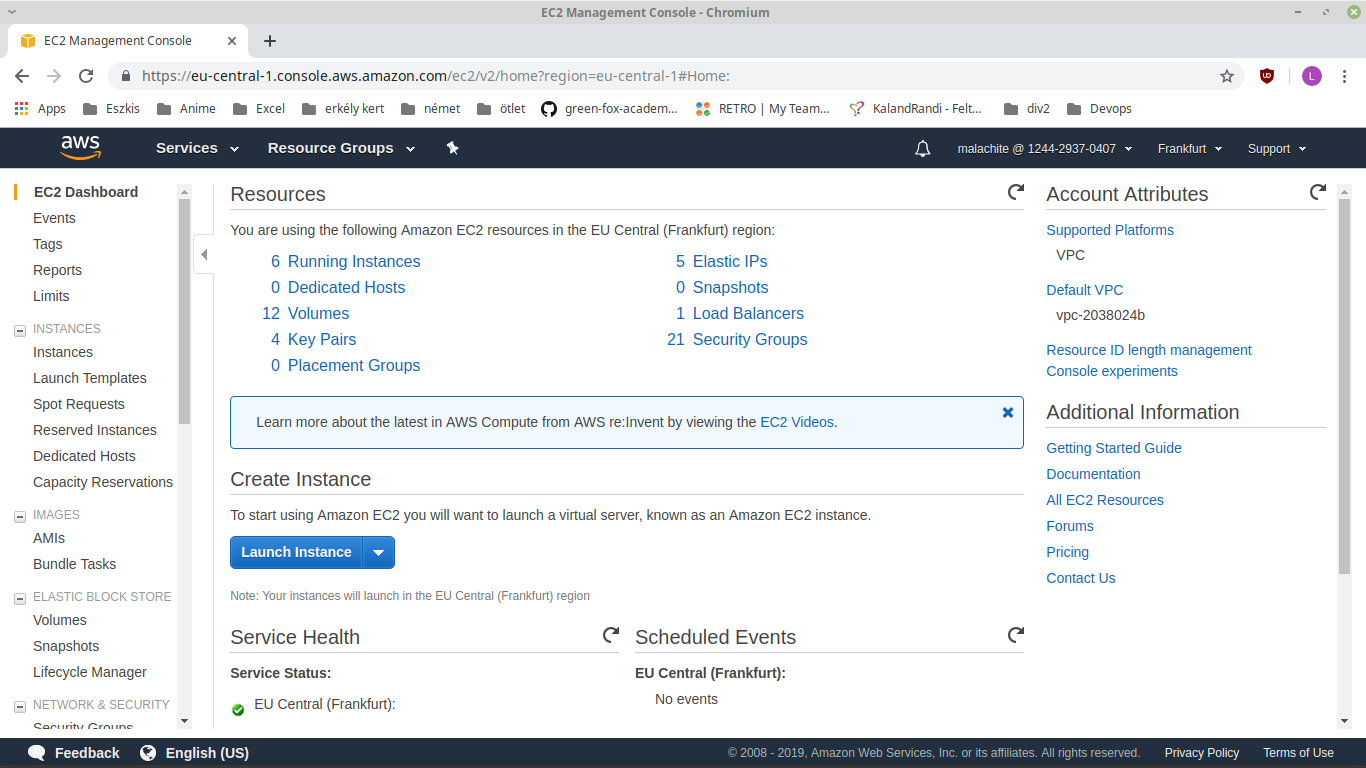 EC2 Management Console - Chromium
EC2 Management Console
https://eu-central-1.console.aws.amazon.com/ec2/v2/home?region=eu-central-1#Home:
UD
L
Apps Eszkis Anime Excel erkély kert német ötlet green-fox-academ... RETRO | My Team... KalandRandi - Felt... div2 Devops
aws Services Resource Groups malachite @ 1244-2937-0407 Frankfurt Support
EC2 Dashboard
Events
Tags
Reports
Limits
INSTANCES
Instances
Launch Templates
Spot Requests
Reserved Instances
Dedicated Hosts
Capacity Reservations
IMAGES
AMIs
Bundle Tasks
ELASTIC BLOCK STORE
Volumes
Snapshots
Lifecycle Manager
NETWORK & SECURITY
Security Groups
Resources
You are using the following Amazon EC2 resources in the EU Central (Frankfurt) region:
6 Running Instances 5 Elastic IPs
0 Dedicated Hosts 0 Snapshots
12 Volumes 1 Load Balancers
4 Key Pairs 21 Security Groups
0 Placement Groups
Learn more about the latest in AWS Compute from AWS re:Invent by viewing the EC2 Videos.
Create Instance
To start using Amazon EC2 you will want to launch a virtual server, known as an Amazon EC2 instance.
Launch Instance
Note: Your instances will launch in the EU Central (Frankfurt) region
Service Health
Service Status:
EU Central (Frankfurt):
Scheduled Events
EU Central (Frankfurt):
No events
Account Attributes
Supported Platforms
VPC
Default VPC
vpc-2038024b
Resource ID length management
Console experiments
Additional Information
Getting Started Guide
Documentation
All EC2 Resources
Forums
Pricing
Contact Us
Feedback English (US) © 2008 - 2019, Amazon Web Services, Inc. or its affiliates. All rights reserved. Privacy Policy Terms of Use